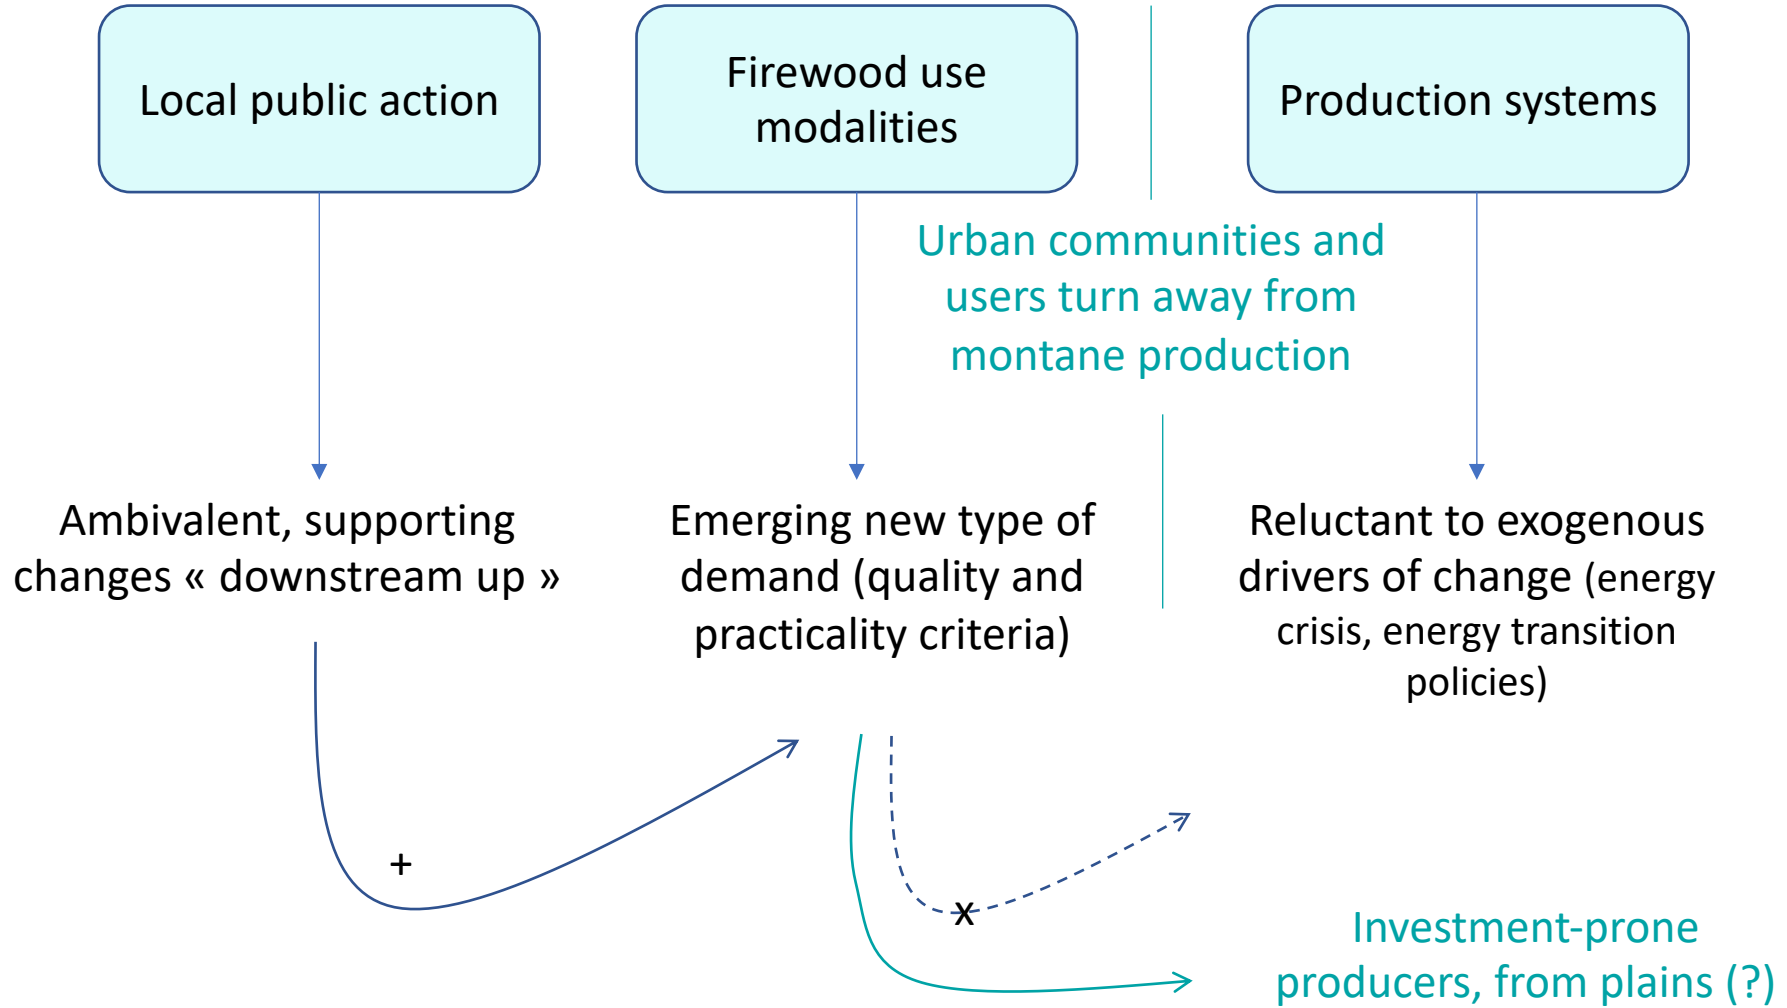 Local public action
Firewood use
modalities
Production systems
Urban communities and
users turn away from
montane production
Ambivalent, supporting
changes « downstream up »
Emerging new type of
demand (quality and
practicality criteria)
Reluctant to exogenous
drivers of change (energy
crisis, energy transition
policies)
+
x
Investment-prone
producers, from plains (?)